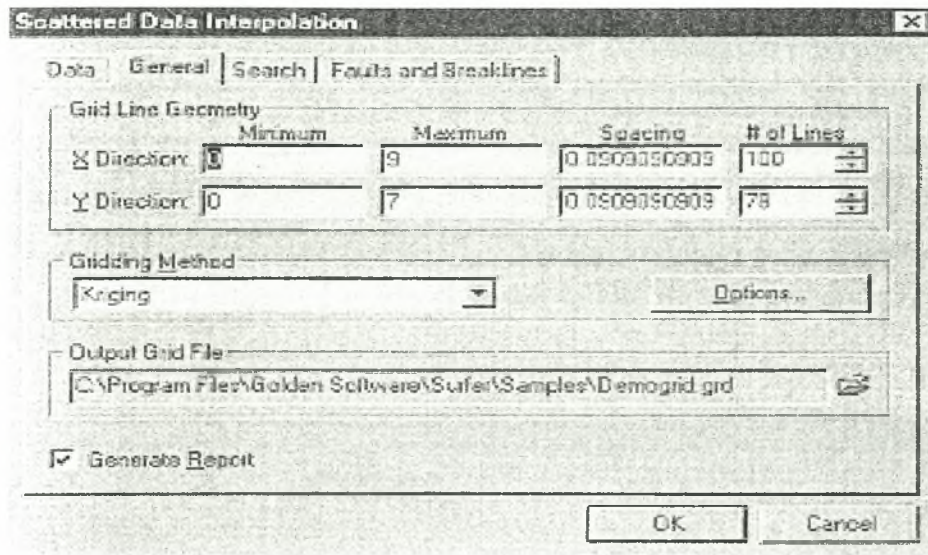 Scattered Data Interpolation
Data General Search Faults and Breaklines
Grid Line Geometry
Minimum Maximum Spacing # of Lines
X Direction: 0 9 0.0909090909 100
Y Direction: 0 7 0.0909090909 78
Gridding Method
Kriging Options...
Output Grid File
C:\Program Files\Golden Software\Surfer\Samples\Demogrid.grd
Generate Report
OK Cancel